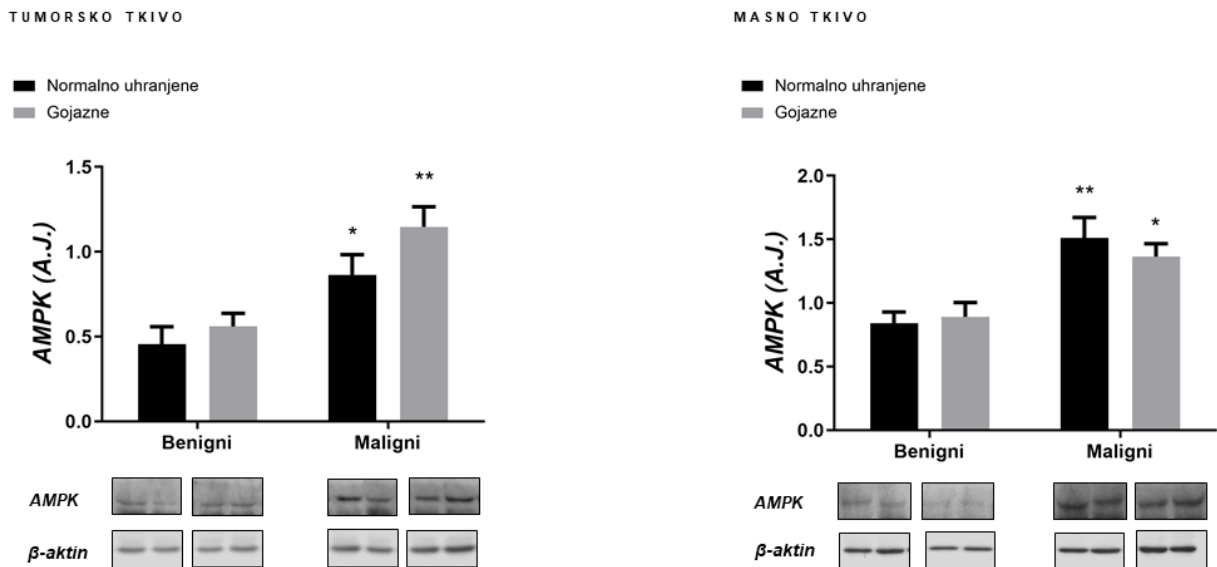 TUMORSKO TKIVO
Normalno uhranjene
Gojazne
1.5
1.0
0.5
0.0
AMPK (A.J.)
*
**
Benigni
Maligni
AMPK
β-aktin
MASNO TKIVO
Normalno uhranjene
Gojazne
2.0
1.5
1.0
0.5
0.0
AMPK (A.J.)
**
*
Benigni
Maligni
AMPK
β-aktin